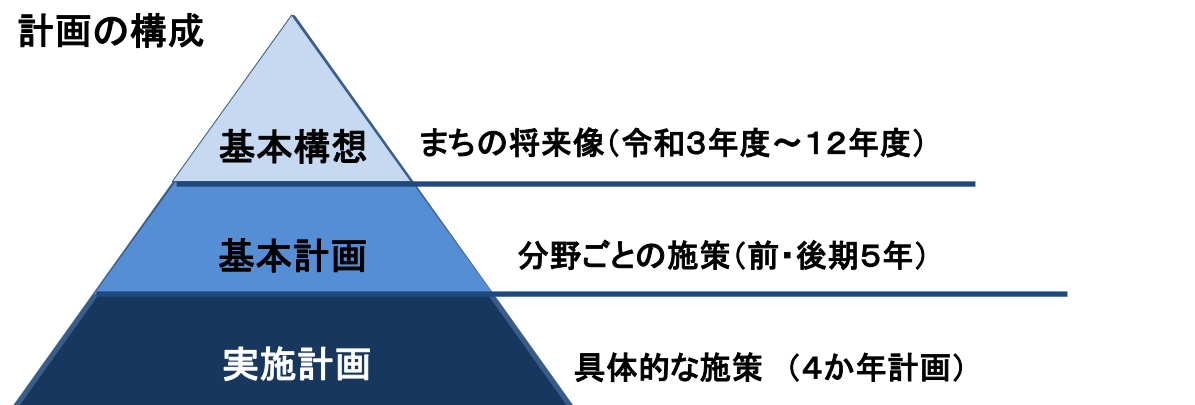 計画の構成
基本構想
まちの将来像（令和３年度～１２年度）
基本計画
分野ごとの施策（前・後期５年）
実施計画
具体的な施策　（４か年計画）